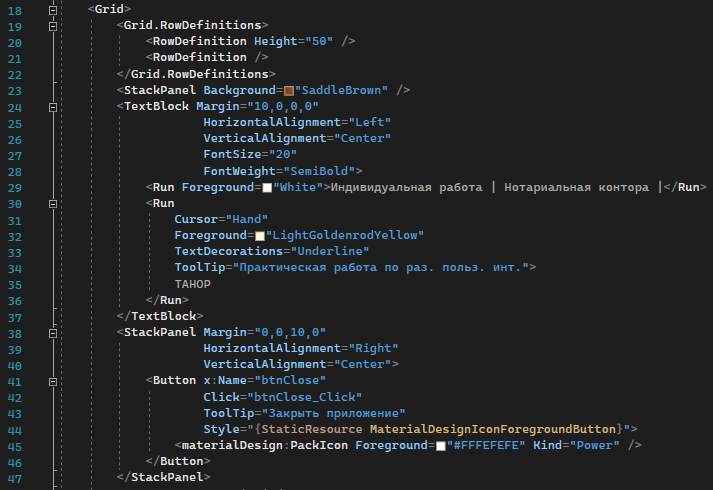 18 <Grid>
19 <Grid.RowDefinitions>
20 <RowDefinition Height="50" />
21 <RowDefinition />
22 </Grid.RowDefinitions>
23 <StackPanel Background="SaddleBrown" />
24 <TextBlock Margin="10,0,0,0"
25 HorizontalAlignment="Left"
26 VerticalAlignment="Center"
27 FontSize="20"
28 FontWeight="SemiBold">
29 <Run Foreground="White">Индивидуальная работа | Нотариальная контора |</Run>
30 <Run
31 Cursor="Hand"
32 Foreground="LightGoldenrodYellow"
33 TextDecorations="Underline"
34 ToolTip="Практическая работа по раз. польз. инт.">
35 ТАНОР
36 </Run>
37 </TextBlock>
38 <StackPanel Margin="0,0,10,0"
39 HorizontalAlignment="Right"
40 VerticalAlignment="Center">
41 <Button x:Name="btnClose"
42 Click="btnClose_Click"
43 ToolTip="Закрыть приложение"
44 Style="{StaticResource MaterialDesignIconForegroundButton}">
45 <materialDesign:PackIcon Foreground="#FFFEFEFE" Kind="Power" />
46 </Button>
47 </StackPanel>